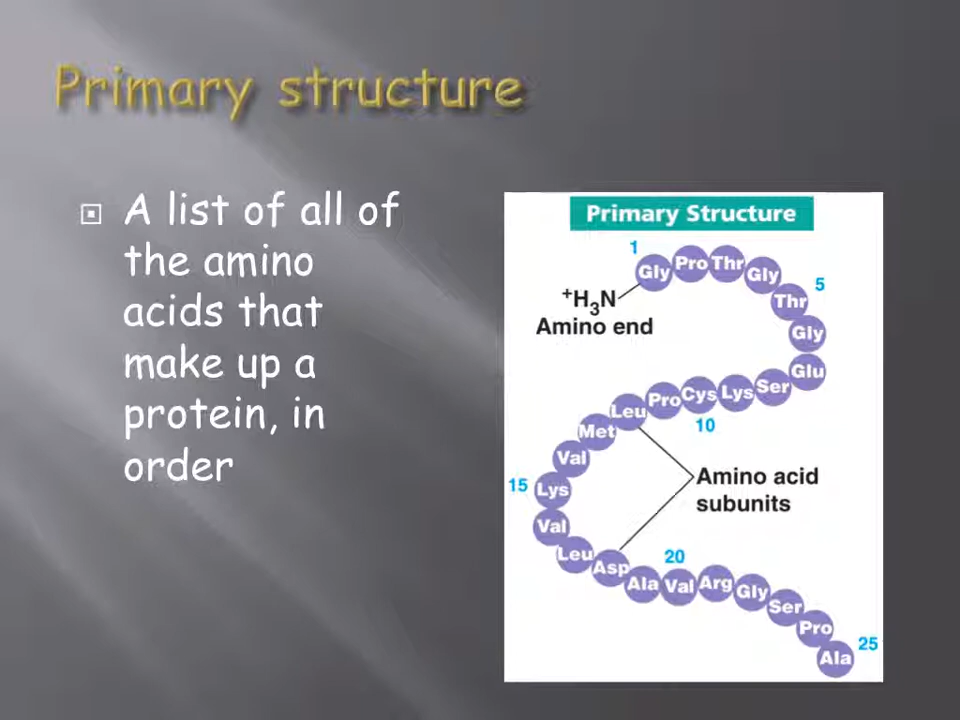 Primary structure
A list of all of
the amino
acids that
make up a
protein, in
order
Primary Structure
1
Gly Pro Thr Gly
5
Thr
+H3N
Amino end
Gly
Glu
Leu Pro Cys Lys Ser
10
Met
Val
15 Lys
Amino acid
subunits
Val
Leu Asp
20
Ala Val Arg Gly
Ser
Pro
25
Ala